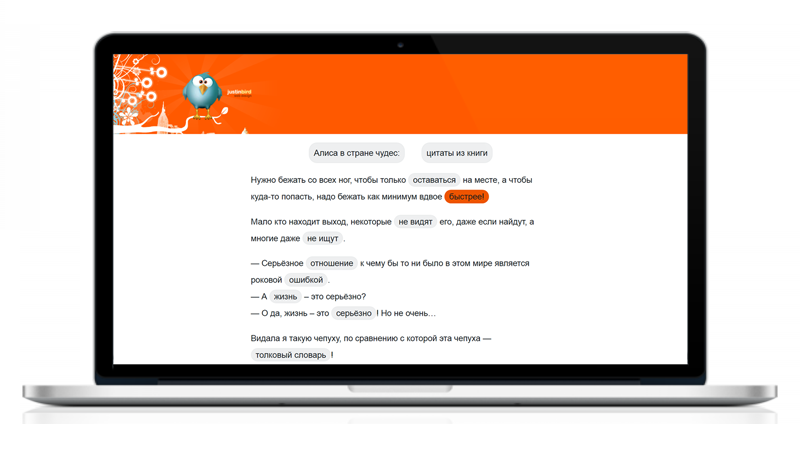 justinbird
Алиса в стране чудес: цитаты из книги
Нужно бежать со всех ног, чтобы только оставаться на месте, а чтобы
куда-то попасть, надо бежать как минимум вдвое быстрее!
Мало кто находит выход, некоторые не видят его, даже если найдут, а
многие даже не ищут .
— Серьёзное отношение к чему бы то ни было в этом мире является
роковой ошибкой .
— А жизнь – это серьёзно?
— О да, жизнь – это серьёзно ! Но не очень…
Видала я такую чепуху, по сравнению с которой эта чепуха —
толковый словарь !